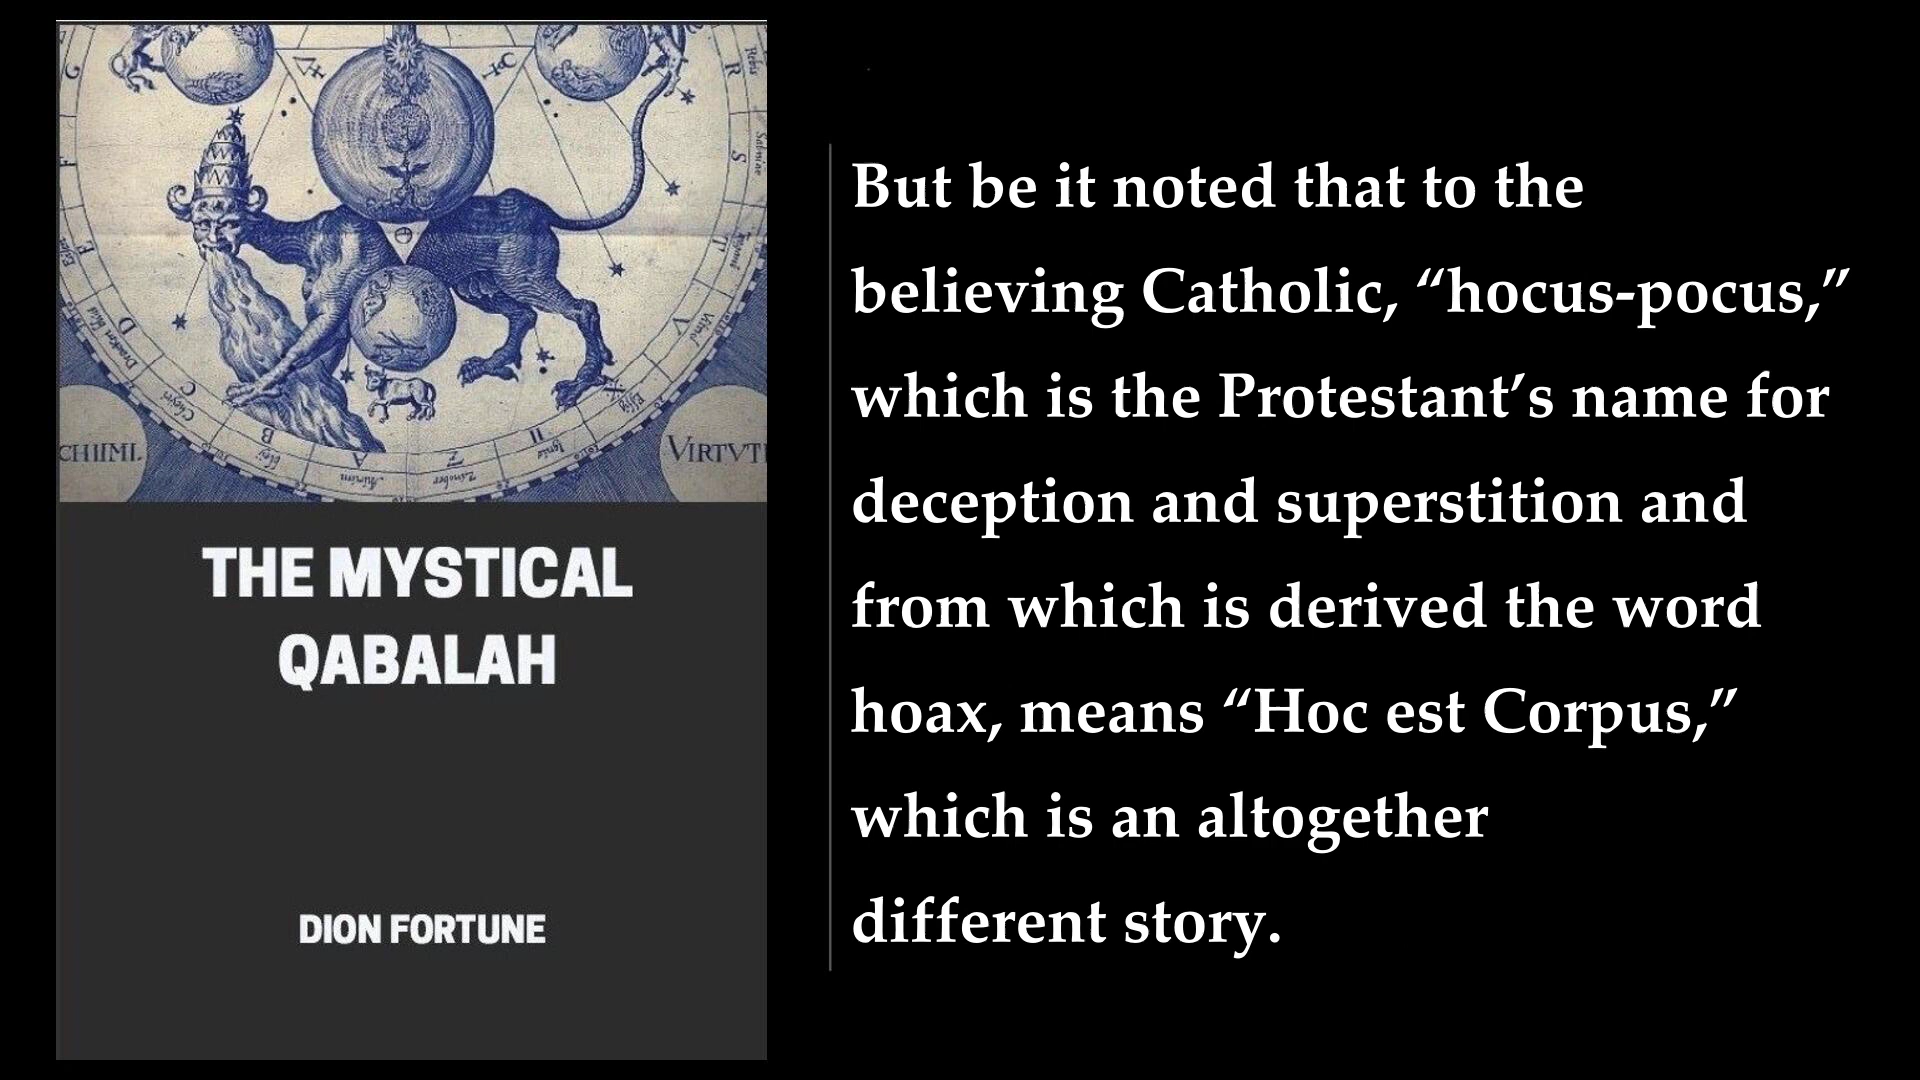 THE MYSTICAL
QABALAH
DION FORTUNE
CHIMI.
VIRTVTI
But be it noted that to the
believing Catholic, “hocus-pocus,”
which is the Protestant’s name for
deception and superstition and
from which is derived the word
hoax, means “Hoc est Corpus,”
which is an altogether
different story.